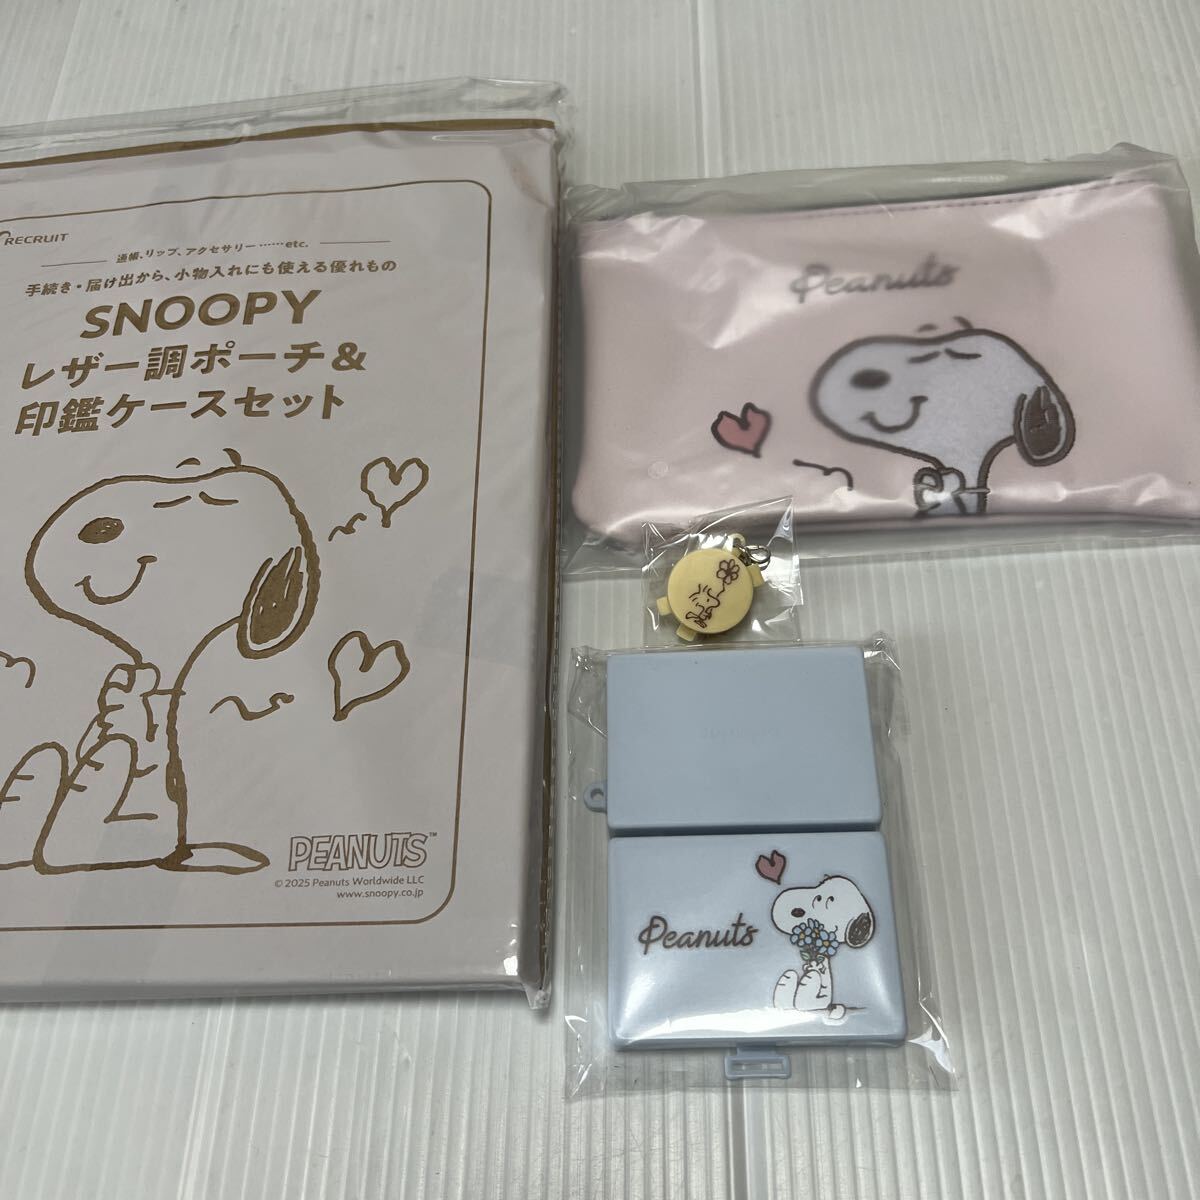 RECRUIT
通帳、リップ、アクセサリー……etc.
手続き・届け出から、小物入れにも使える優れもの
SNOOPY
レザー調ポーチ&
印鑑ケースセット
PEANUTS™
© 2025 Peanuts Worldwide LLC
www.snoopy.co.jp
Peanuts
Peanuts